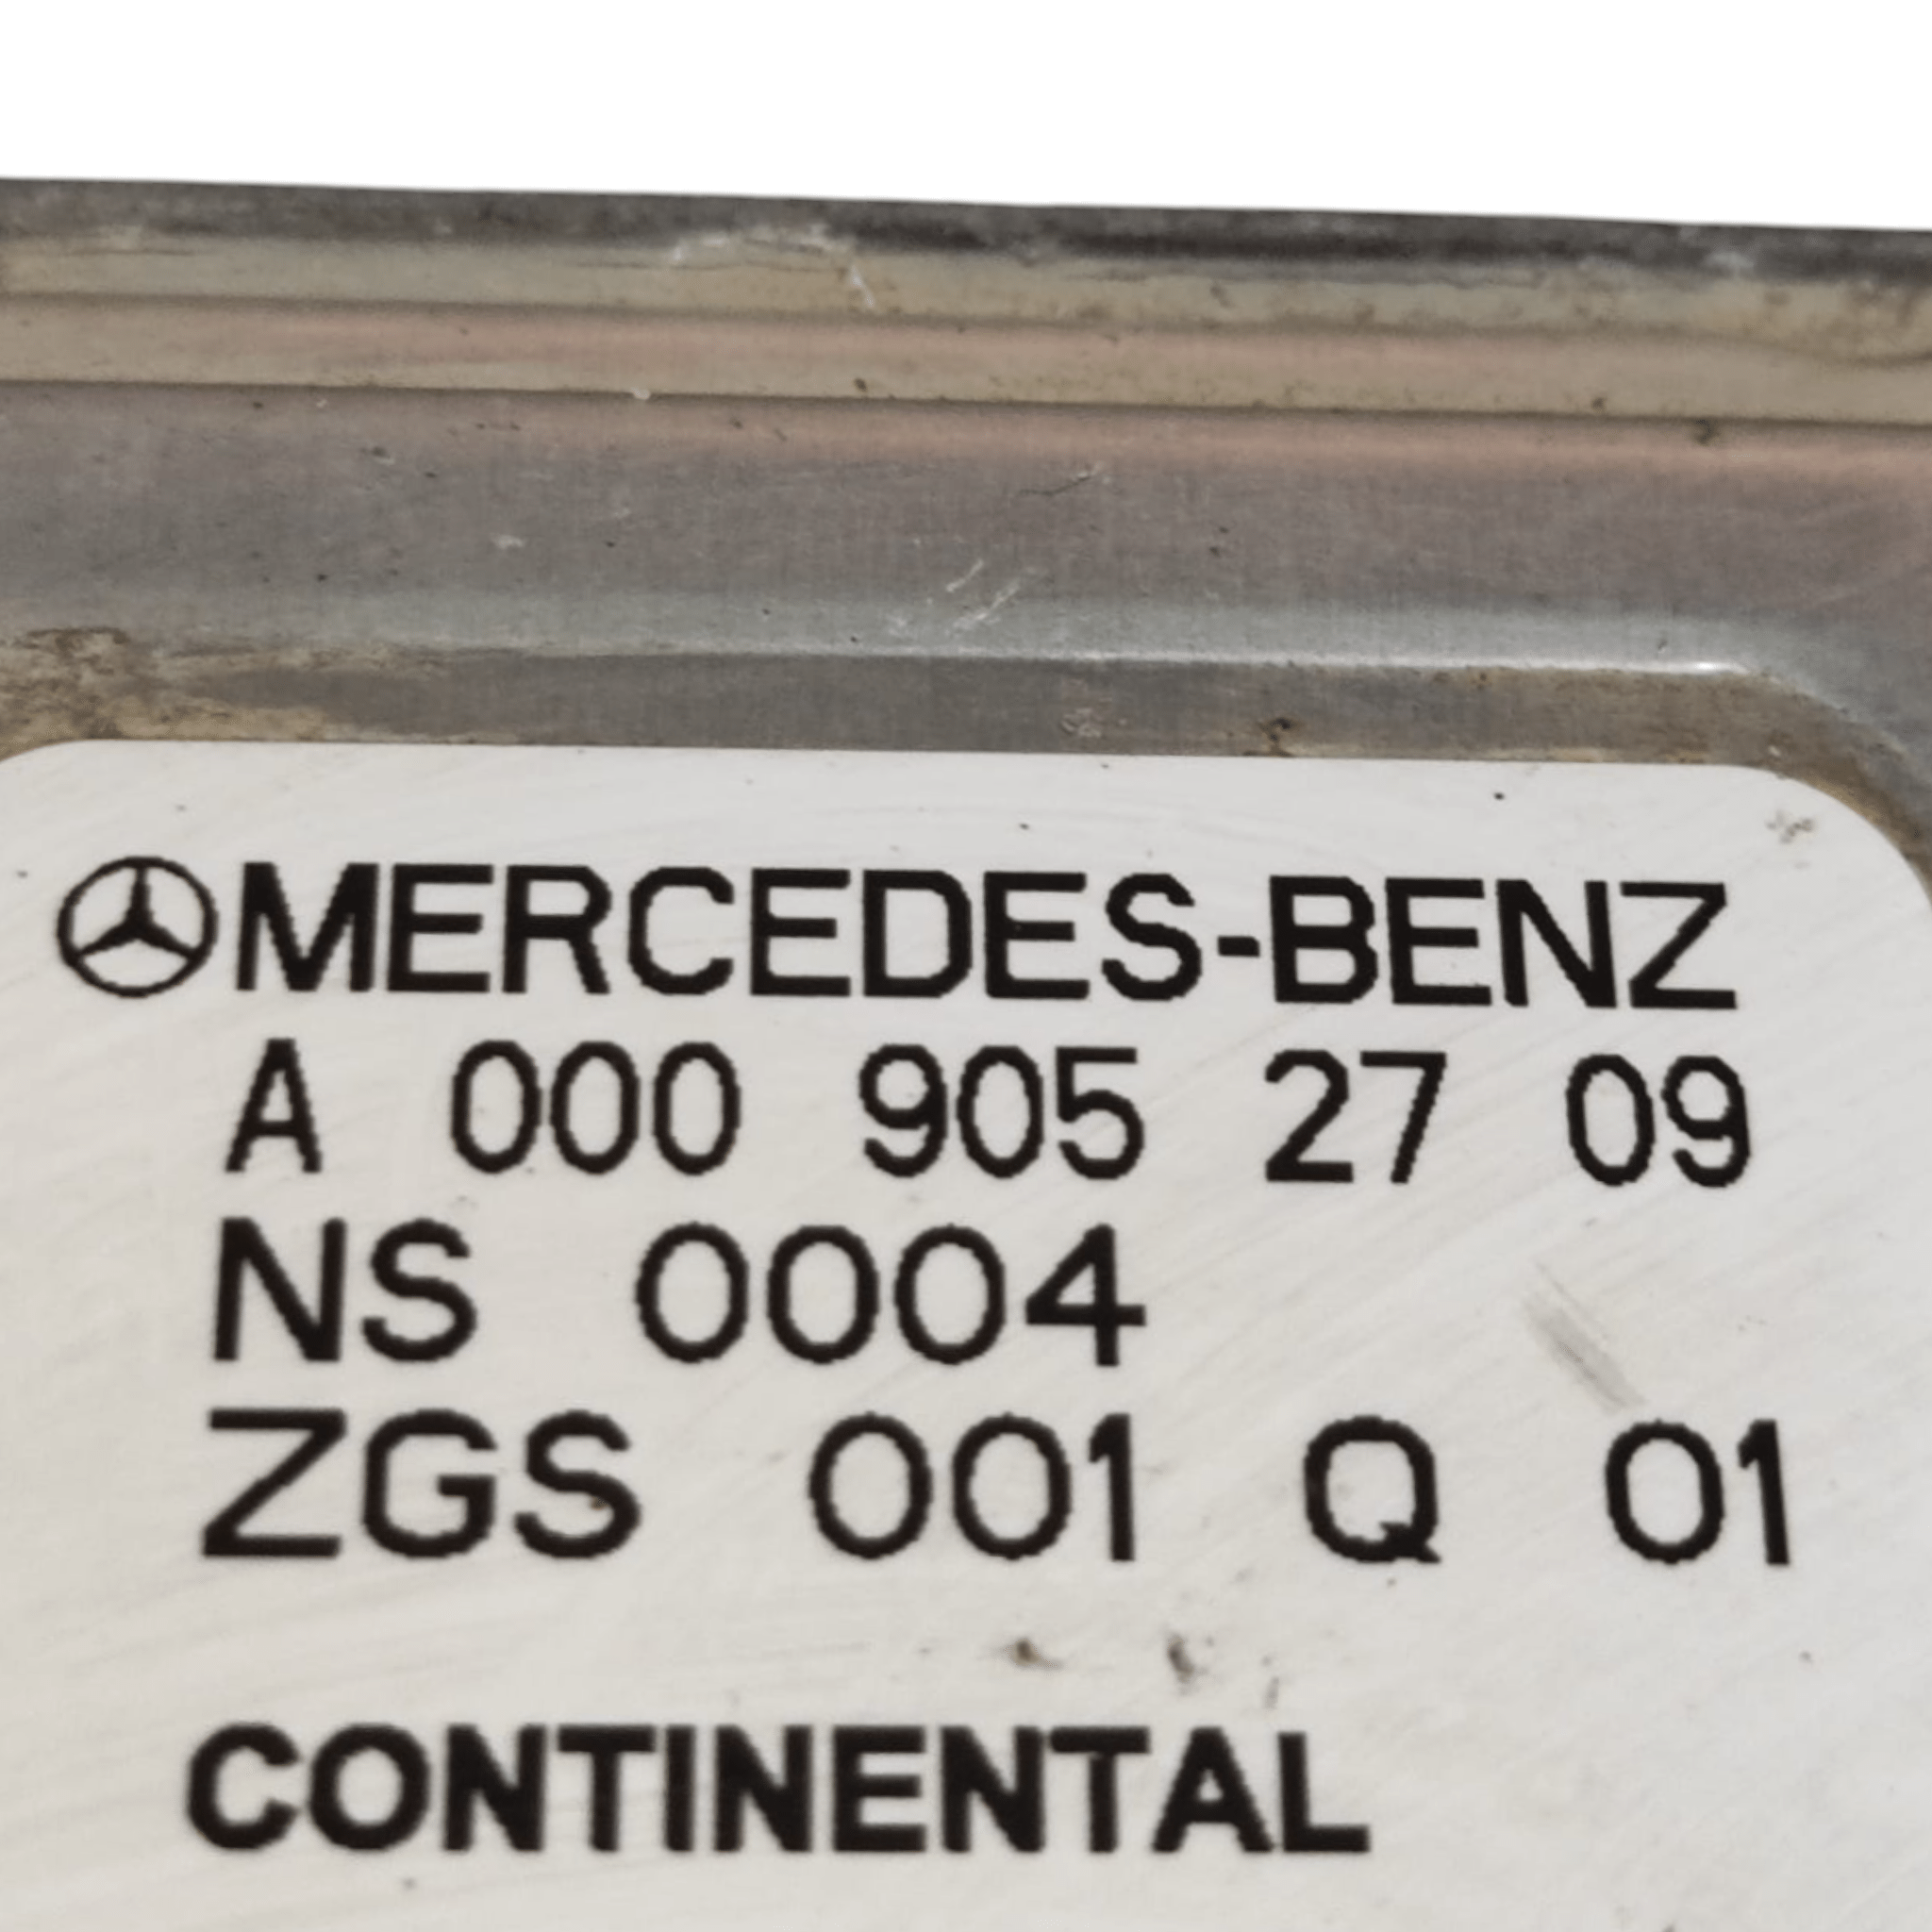 MERCEDES-BENZ
A 000 905 27 09
NS 0004
ZGS 001 Q 01
CONTINENTAL